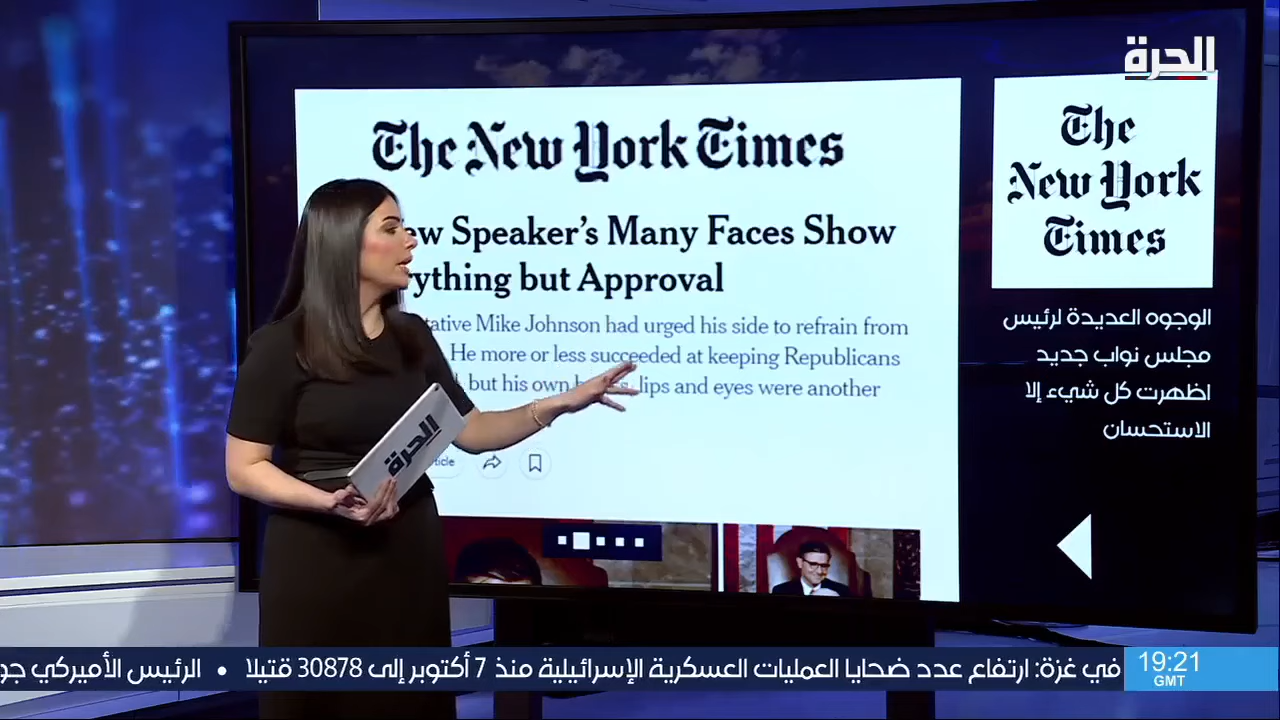 الحرة
The New York Times
ew Speaker's Many Faces Show
rything but Approval
tative Mike Johnson had urged his side to refrain from
He more or less succeeded at keeping Republicans
but his own lips and eyes were another
ticle
الحرة
The
New York
Times
الوجوه العديدة لرئيس
مجلس نواب جديد
اظهرت كل شيء إلا
الاستحسان
في غزة: ارتفاع عدد ضحايا العمليات العسكرية الإسرائيلية منذ 7 أكتوبر إلى 30878 قتيلا • الرئيس الأميركي جو
19:21
GMT